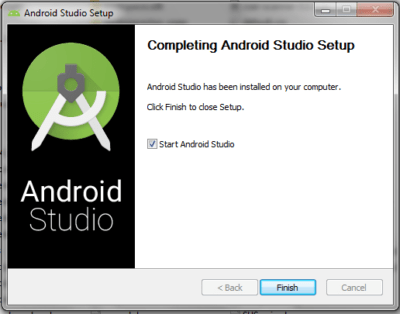 Android Studio Setup
Completing Android Studio Setup
Android Studio has been installed on your computer.
Click Finish to close Setup.
Start Android Studio
Android
Studio
< Back
Finish
Cancel